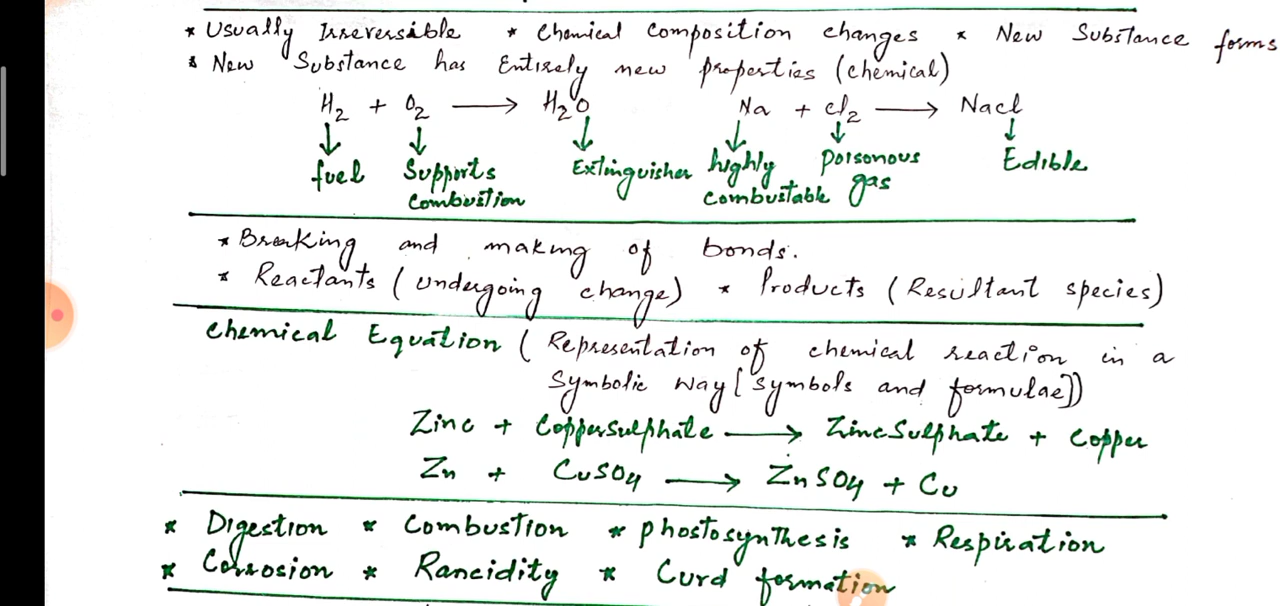 * Usually Irreversible * Chemical Composition changes * New Substance forms
* New Substance has Entirely new properties (chemical)
H₂ + O₂ ⟶ H₂O Na + Cl₂ ⟶ Nacl
↓ ↓ ↓ ↓ ↓ ↓
fuel Supports Combustion Extinguisher highly combustable Poisonous gas Edible
* Breaking and making of bonds.
* Reactants (undergoing change) * Products (Resultant species)
Chemical Equation ( Representation of chemical reaction in a
Symbolic way [symbols and formulae])
Zinc + CopperSulphate ⟶ ZincSulphate + Copper
Zn + CuSO₄ ⟶ ZnSO₄ + Cu
* Digestion * Combustion * Phostosynthesis * Respiration
* Corrosion * Rancidity * Curd formation